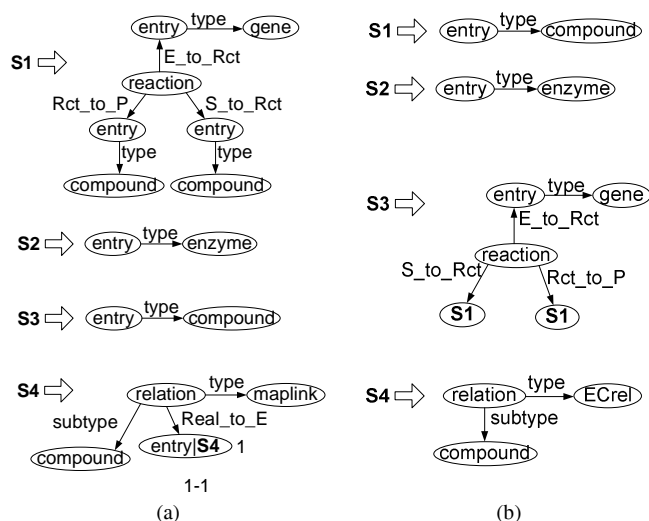 entry type gene
S1 E_to_Rct
reaction
Rct_to_P S_to_Rct
entry entry
type type
compound compound
S2 entry type enzyme
S3 entry type compound
S4 relation type maplink
subtype Real_to_E
compound entry|S4 1
1-1
(a)
S1 entry type compound
S2 entry type enzyme
S3 entry type gene
E_to_Rct
reaction
S_to_Rct Rct_to_P
S1 S1
S4 relation type ECrel
subtype
compound
(b)